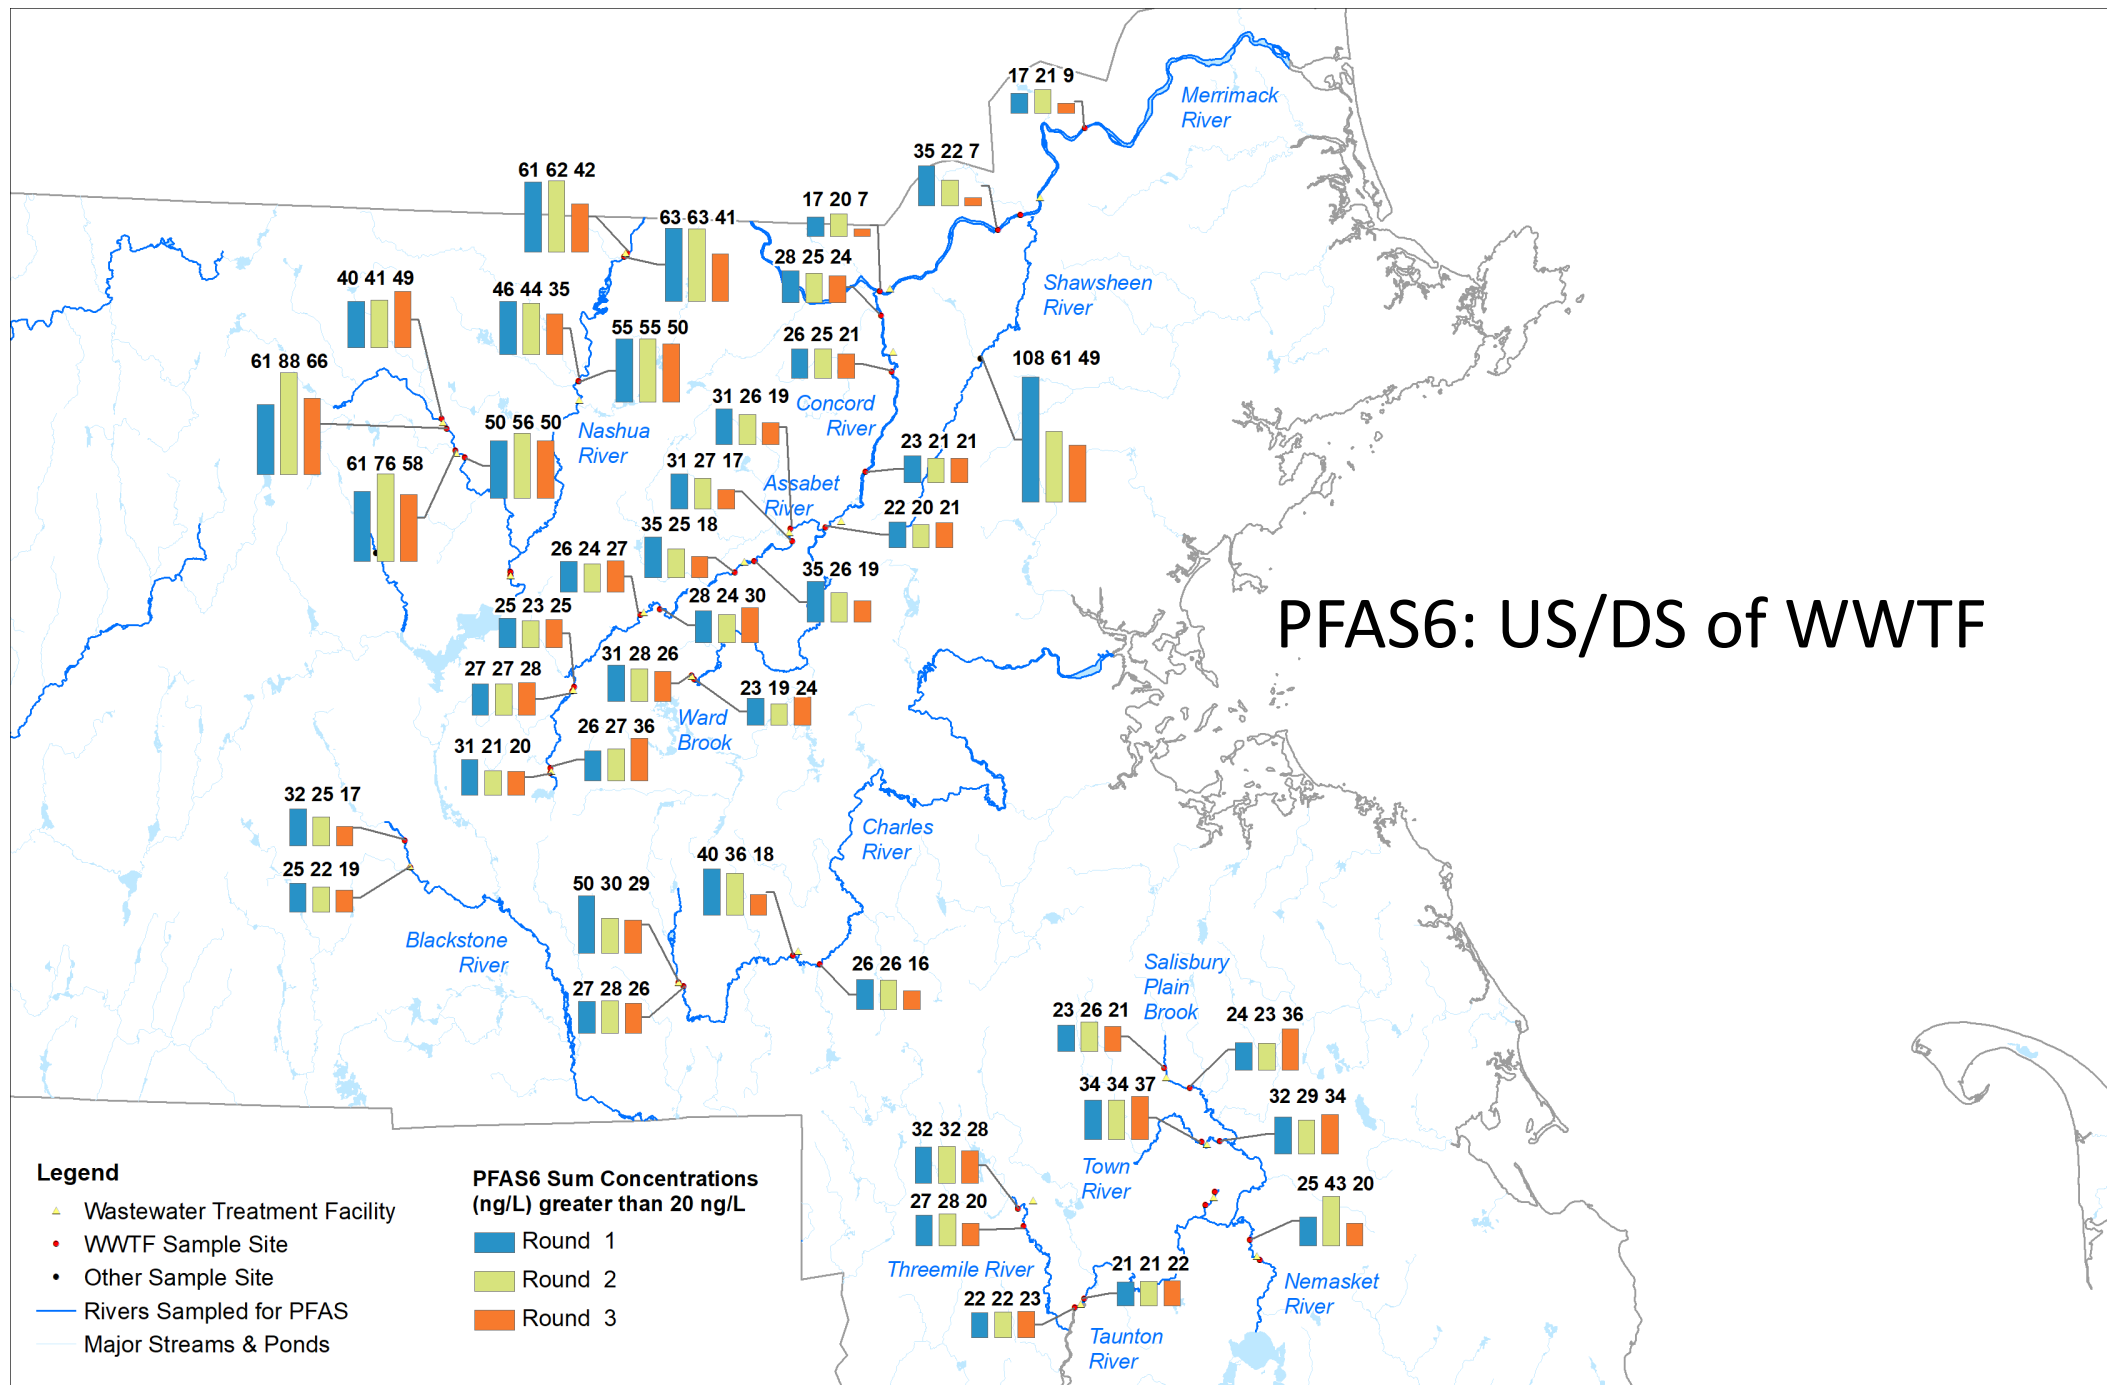 17 21 9
Merrimack
River
35 22 7
61 62 42
17 20 7
63 63 41
28 25 24
Shawsheen
River
40 41 49
46 44 35
55 55 50
26 25 21
61 88 66
108 61 49
31 26 19
Concord
River
50 56 50
Nashua
River
23 21 21
61 76 58
31 27 17
Assabet
River
22 20 21
35 25 18
26 24 27
35 26 19
28 24 30
25 23 25
PFAS6: US/DS of WWTF
27 27 28
31 28 26
23 19 24
Ward
Brook
26 27 36
31 21 20
32 25 17
Charles
River
40 36 18
25 22 19
50 30 29
Blackstone
River
26 26 16
Salisbury
Plain
Brook
27 28 26
23 26 21
24 23 36
34 34 37
32 29 34
32 32 28
Town
River
25 43 20
27 28 20
Threemile River
21 21 22
Nemasket
River
22 22 23
Taunton
River
Legend
Wastewater Treatment Facility
WWTF Sample Site
Other Sample Site
Rivers Sampled for PFAS
Major Streams & Ponds
PFAS6 Sum Concentrations
(ng/L) greater than 20 ng/L
Round 1
Round 2
Round 3